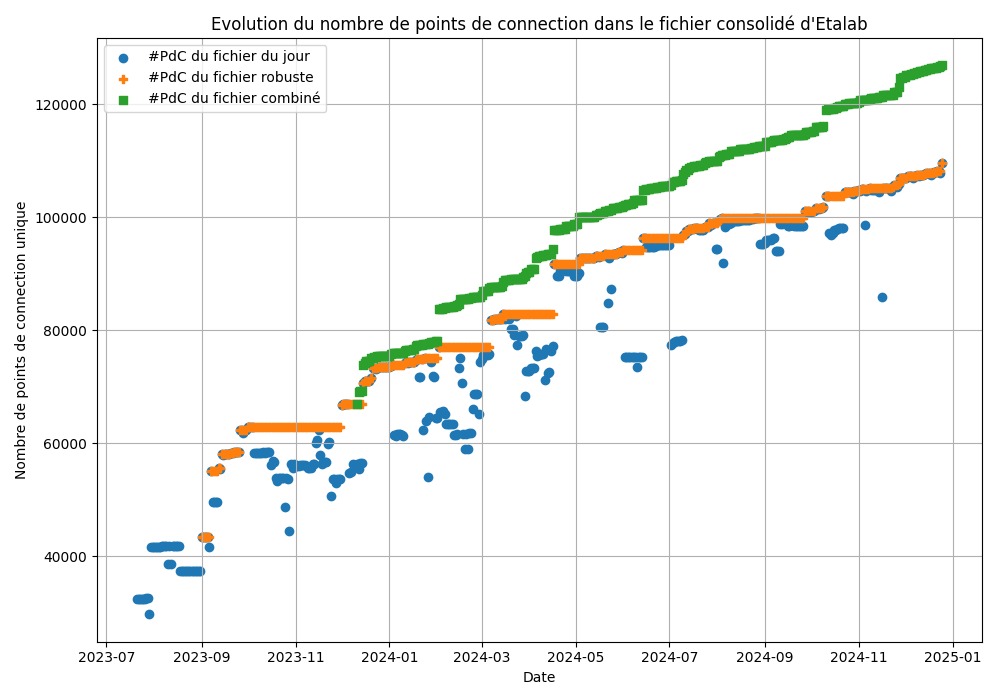 Evolution du nombre de points de connection dans le fichier consolidé d'Etalab
#PdC du fichier du jour
#PdC du fichier robuste
#PdC du fichier combiné
Nombre de points de connection unique
120000
100000
80000
60000
40000
2023-07
2023-09
2023-11
2024-01
2024-03
2024-05
2024-07
2024-09
2024-11
2025-01
Date